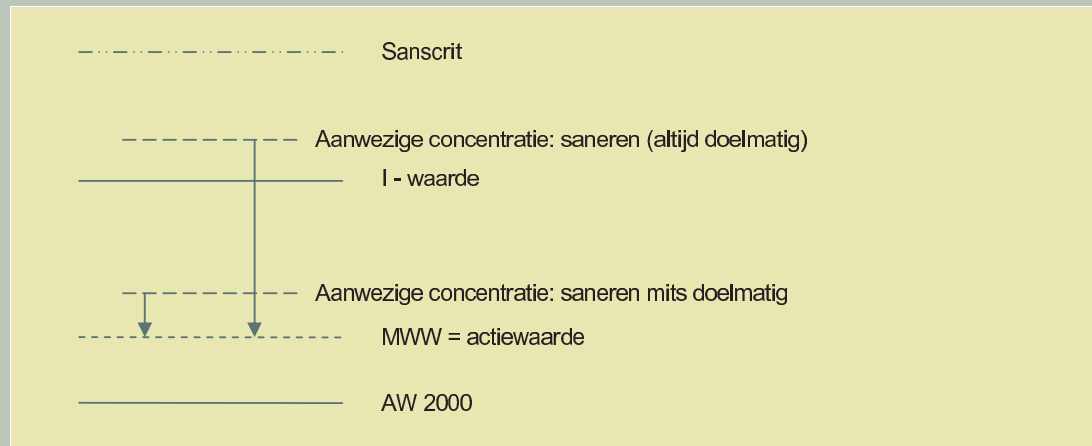 Sanscrit
Aanwezige concentratie: saneren (altijd doelmatig)
I - waarde
Aanwezige concentratie: saneren mits doelmatig
MWW = actiewaarde
AW 2000